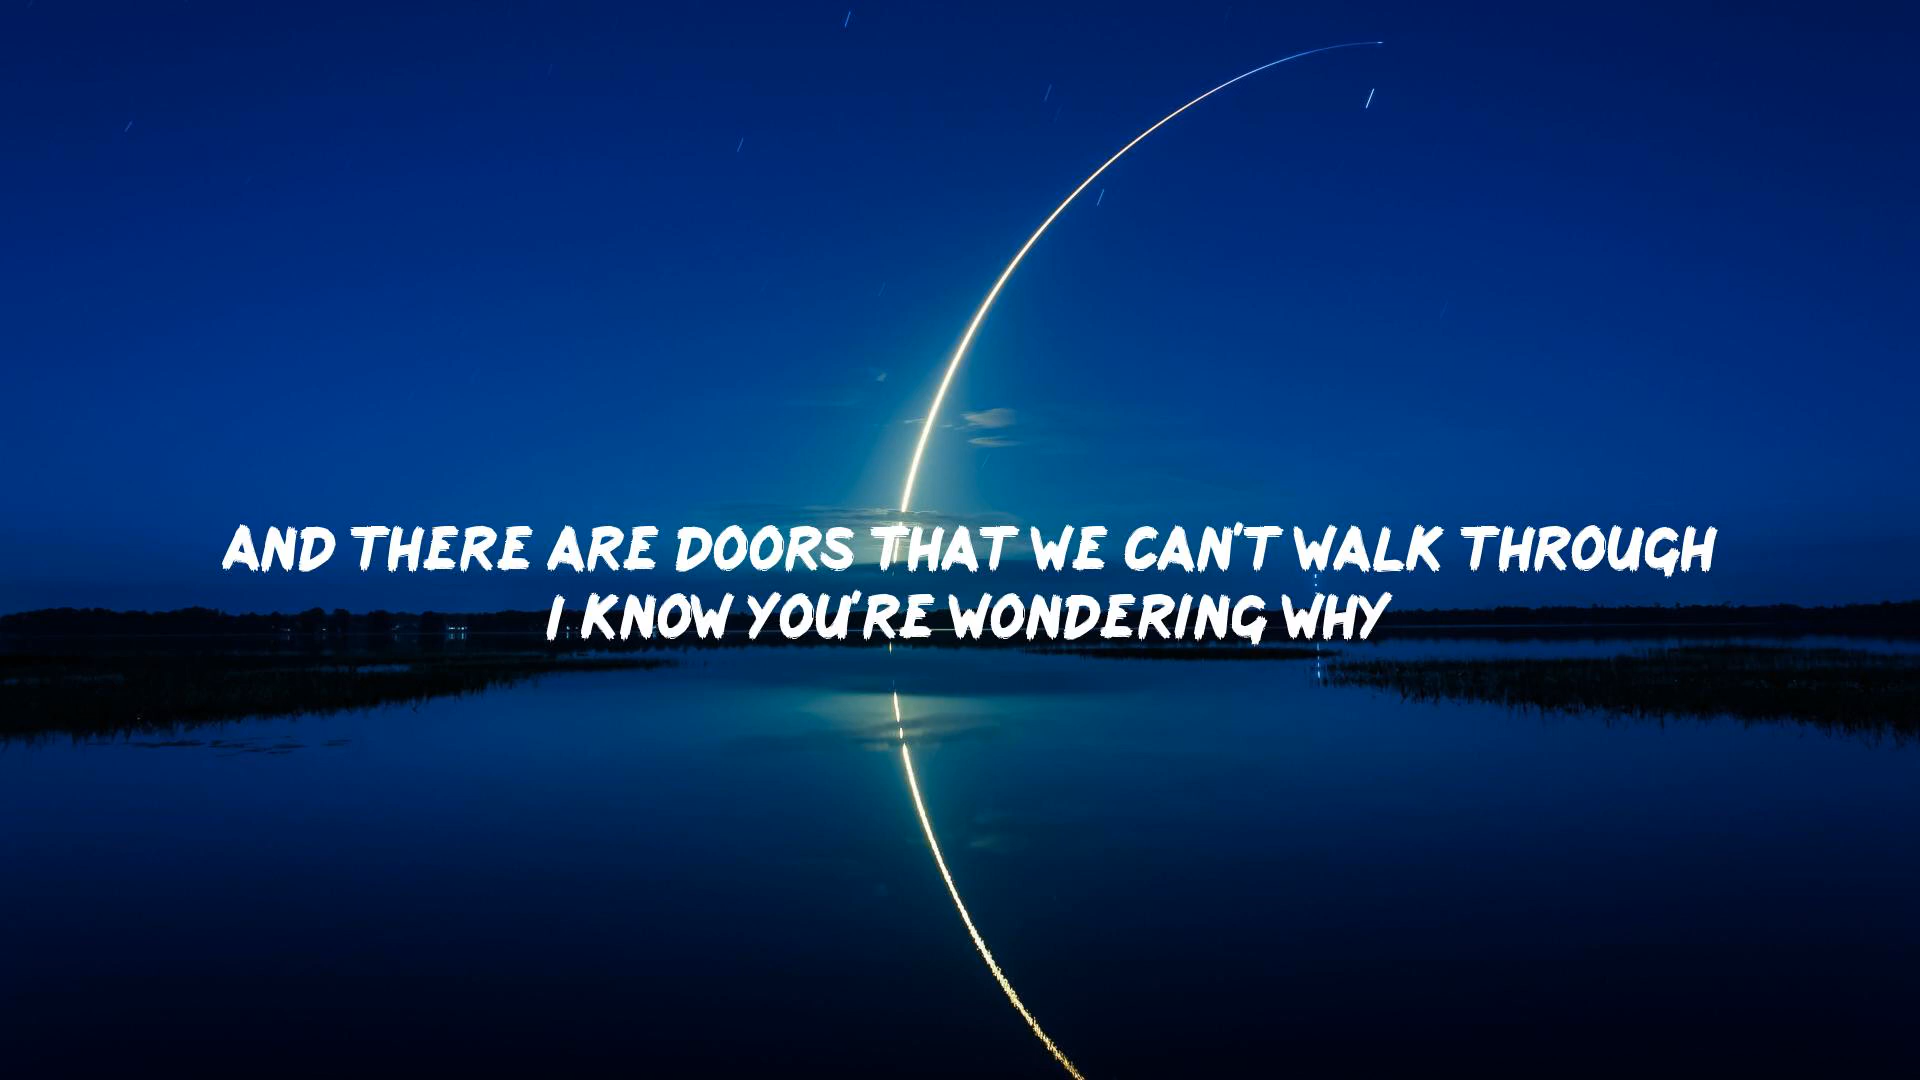 AND THERE ARE DOORS THAT WE CAN'T WALK THROUGH
I KNOW YOU'RE WONDERING WHY